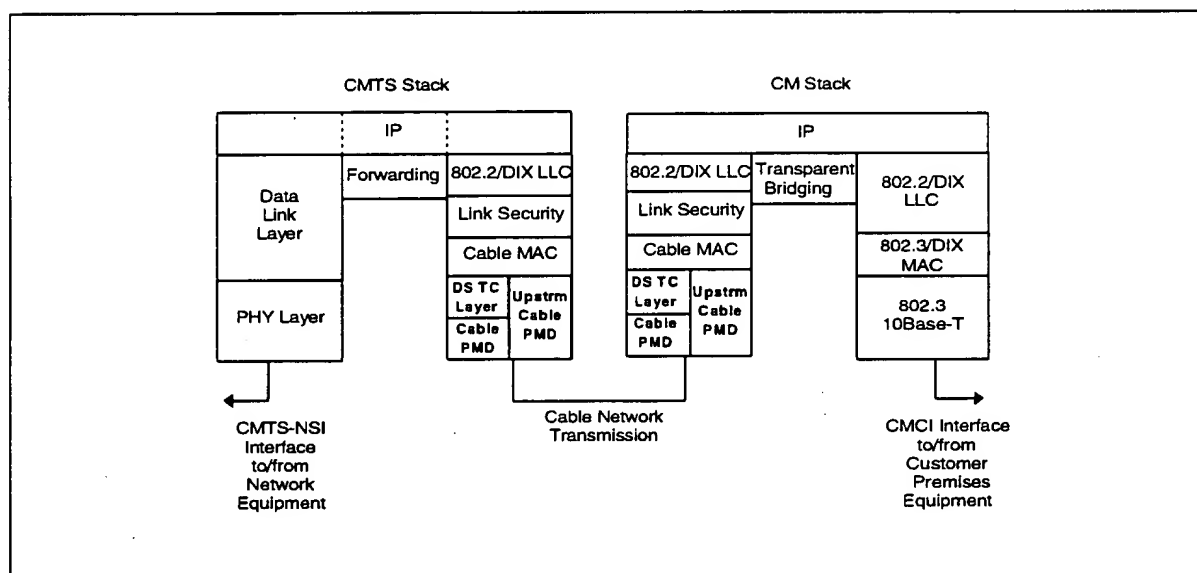 CMTS Stack
IP
Data
Link
Layer
Forwarding
802.2/DIX LLC
Link Security
Cable MAC
PHY Layer
DS TC
Layer
Cable
PMD
Upstrm
Cable
PMD
CMTS-NSI
Interface
to/from
Network
Equipment
Cable Network
Transmission
CM Stack
IP
802.2/DIX LLC
Link Security
Cable MAC
DS TC
Layer
Cable
PMD
Upstrm
Cable
PMD
Transparent
Bridging
802.2/DIX
LLC
802.3/DIX
MAC
802.3
10Base-T
CMCI Interface
to/from
Customer
Premises
Equipment